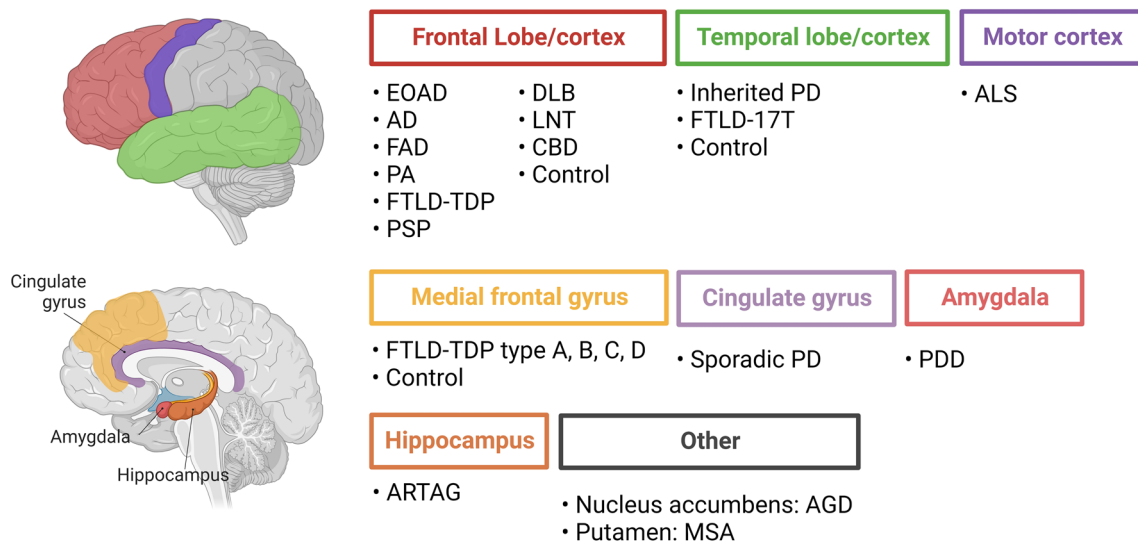 Frontal Lobe/cortex
Temporal lobe/cortex
Motor cortex
• EOAD
• AD
• FAD
• PA
• FTLD-TDP
• PSP
• DLB
• LNT
• CBD
• Control
• Inherited PD
• FTLD-17T
• Control
• ALS
Cingulate
gyrus
Amygdala
Hippocampus
Medial frontal gyrus
Cingulate gyrus
Amygdala
• FTLD-TDP type A, B, C, D
• Control
• Sporadic PD
• PDD
Hippocampus
Other
• ARTAG
• Nucleus accumbens: AGD
• Putamen: MSA